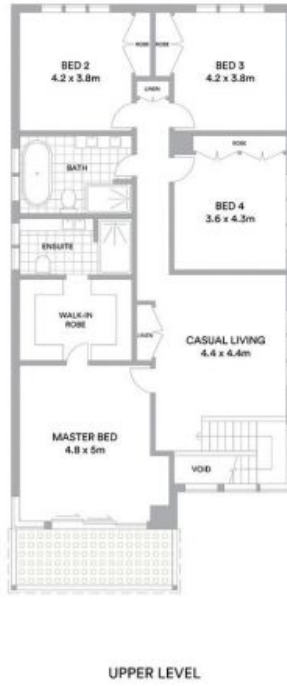 BED 2
4.2 x 3.8m
ROBE
ROBE
BED 3
4.2 x 3.8m
LINEN
BATH
ROBE
BED 4
3.6 x 4.3m
ENSUITE
WALK-IN
ROBE
LINEN
CASUAL LIVING
4.4 x 4.4m
MASTER BED
4.8 x 5m
VOID
UPPER LEVEL